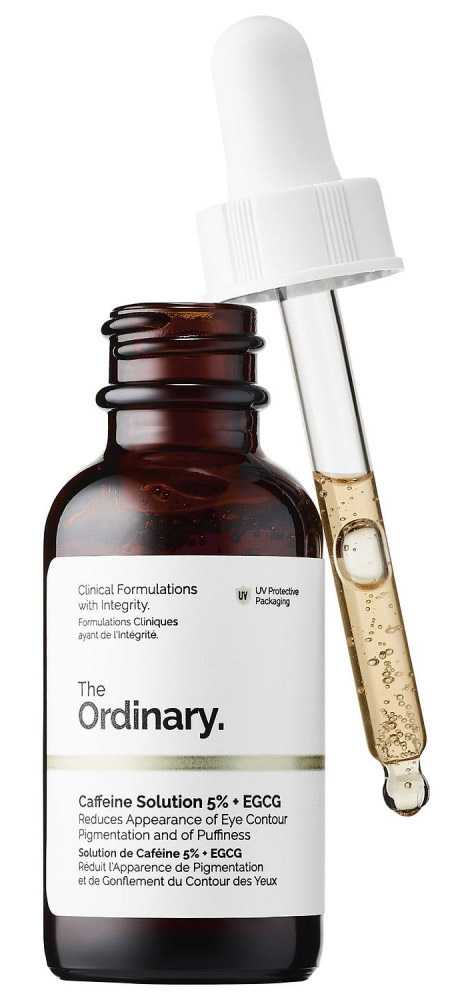 Clinical Formulations
with Integrity.
Formulations Cliniques
ayant de l'Intégrité.
UV
UV Protective
Packaging
The
Ordinary.
Caffeine Solution 5% + EGCG
Reduces Appearance of Eye Contour
Pigmentation and of Puffiness
Solution de Caféine 5% + EGCG
Réduit l'Apparence de Pigmentation
et de Gonflement du Contour des Yeux